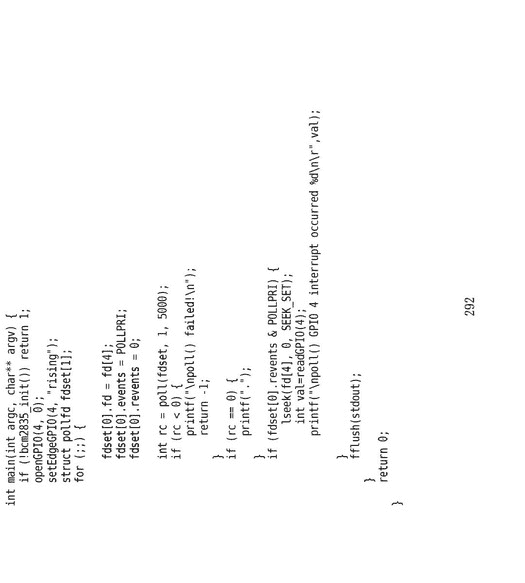 int main(int argc, char** argv) {
if (!bcm2835_init()) return 1;
openGPIO(4, 0);
setEdgeGPIO(4, "rising");
struct pollfd fdset[1];
for (;;) {
fdset[0].fd = fd[4];
fdset[0].events = POLLPRI;
fdset[0].revents = 0;
int rc = poll(fdset, 1, 5000);
if (rc < 0) {
printf("\npoll() failed!\n");
return -1;
}
if (rc == 0) {
printf(".");
}
if (fdset[0].revents & POLLPRI) {
lseek(fd[4], 0, SEEK_SET);
int val=readGPIO(4);
printf("\npoll() GPIO 4 interrupt occurred %d\n\r",val);
}
fflush(stdout);
}
return 0;
}
292